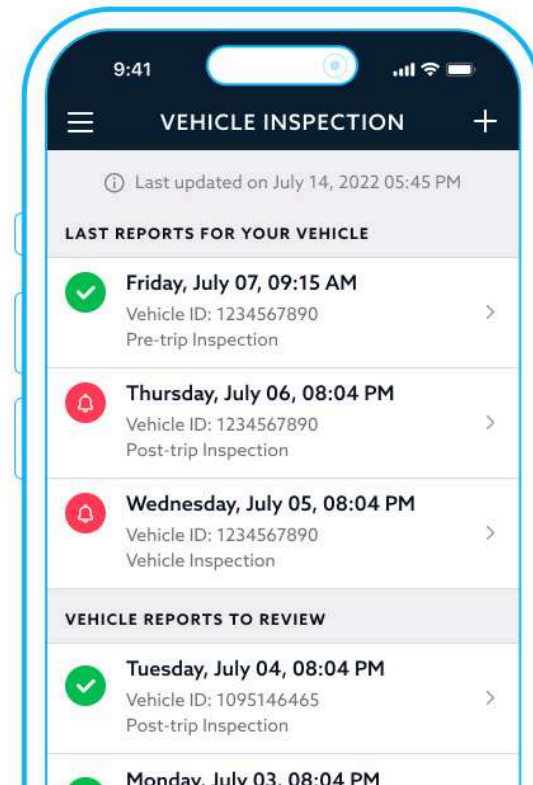 9:41
VEHICLE INSPECTION
Last updated on July 14, 2022 05:45 PM
LAST REPORTS FOR YOUR VEHICLE
Friday, July 07, 09:15 AM
Vehicle ID: 1234567890
Pre-trip Inspection
Thursday, July 06, 08:04 PM
Vehicle ID: 1234567890
Post-trip Inspection
Wednesday, July 05, 08:04 PM
Vehicle ID: 1234567890
Vehicle Inspection
VEHICLE REPORTS TO REVIEW
Tuesday, July 04, 08:04 PM
Vehicle ID: 1095146465
Post-trip Inspection
Monday, July 03, 08:04 PM